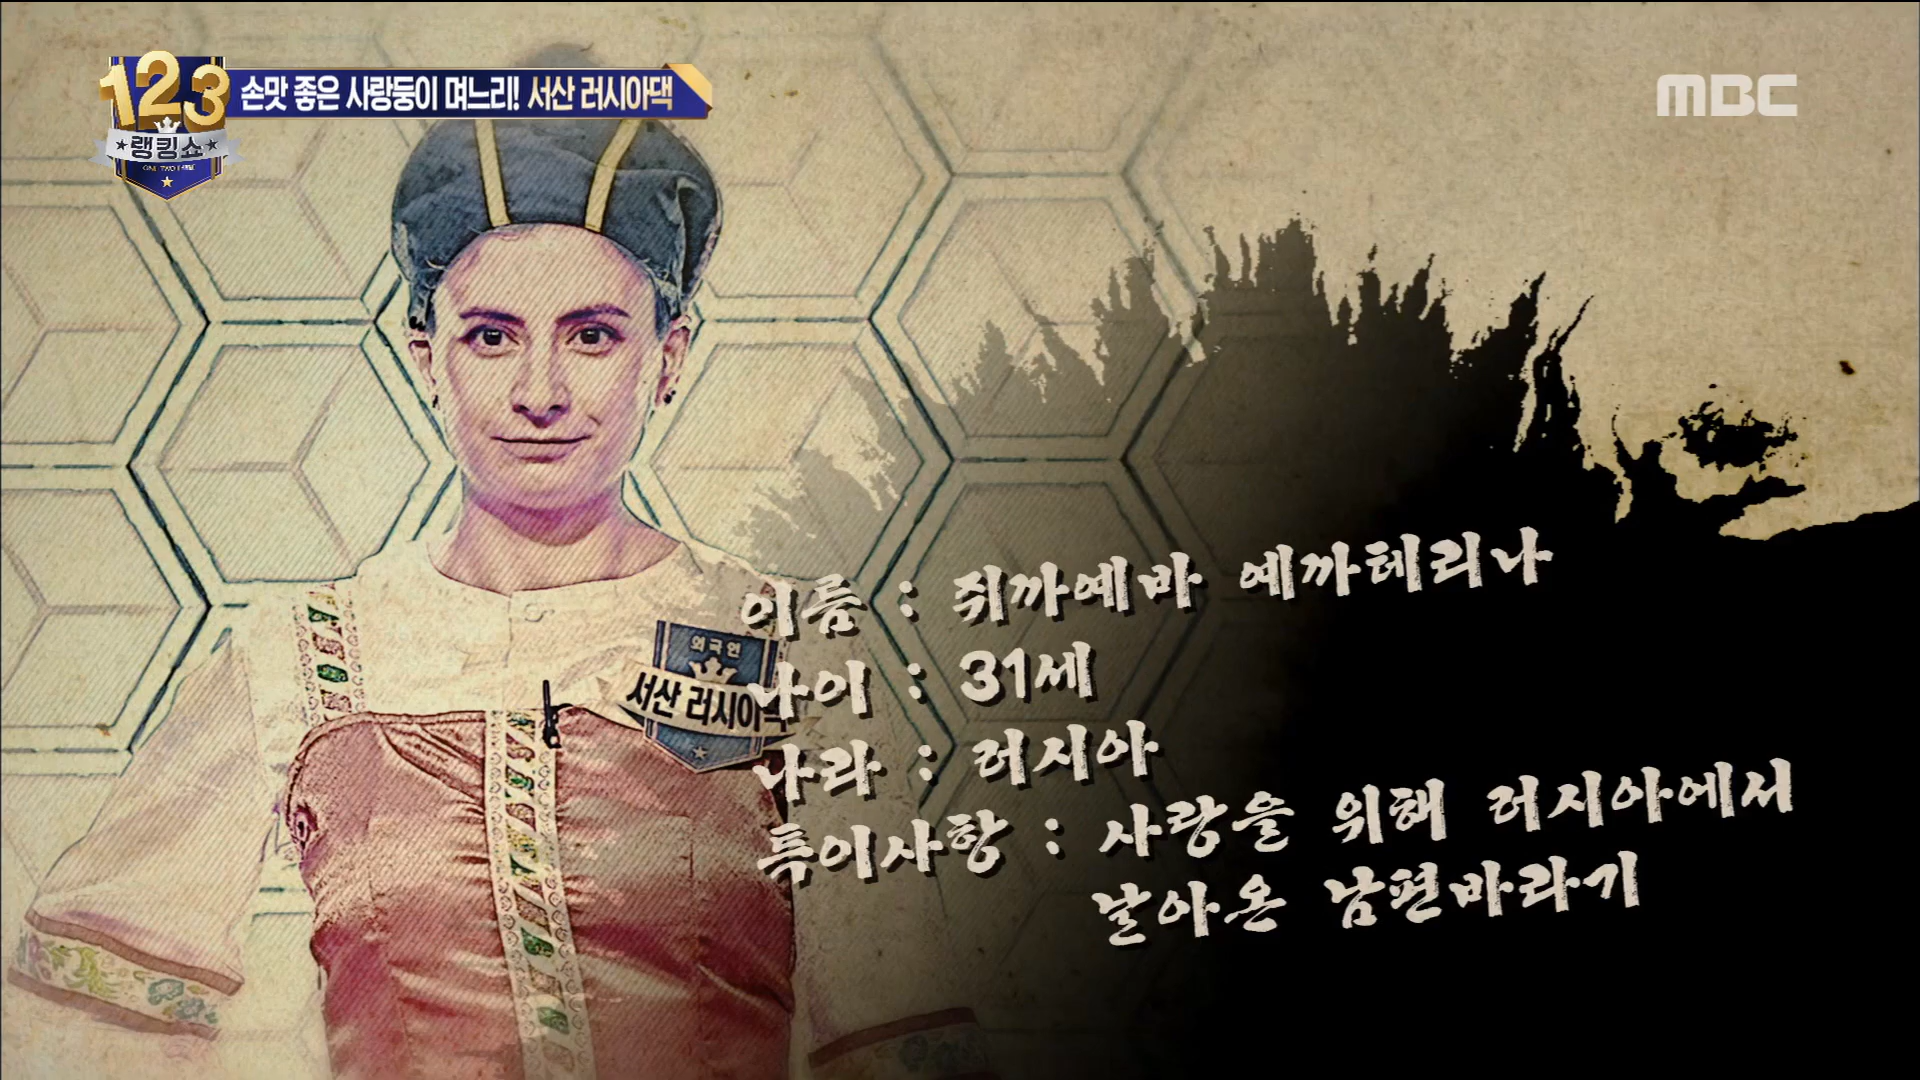 123
랭킹쇼
손맛 좋은 사랑둥이 며느리! 서산 러시아댁
MBC
이름 : 쥐까예바 예까테리나
외국인
서산 러시아댁
나이 : 31세
나라 : 러시아
특이사항 : 사랑을 위해 러시아에서
날아온 남편바라기